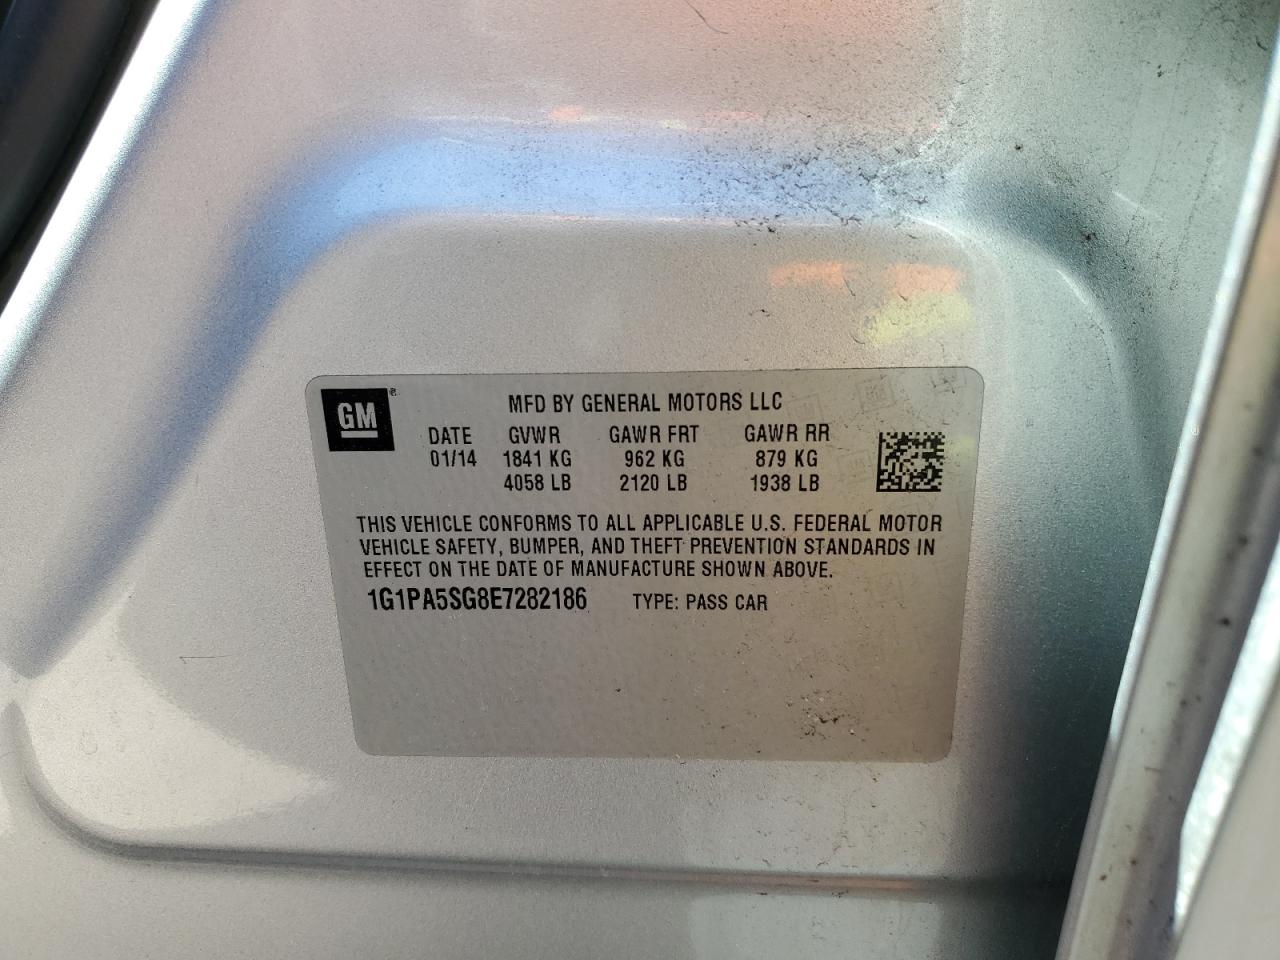 GM®
MFD BY GENERAL MOTORS LLC
DATE GVWR GAWR FRT GAWR RR
01/14 1841 KG 962 KG 879 KG
4058 LB 2120 LB 1938 LB
THIS VEHICLE CONFORMS TO ALL APPLICABLE U.S. FEDERAL MOTOR
VEHICLE SAFETY, BUMPER, AND THEFT PREVENTION STANDARDS IN
EFFECT ON THE DATE OF MANUFACTURE SHOWN ABOVE.
1G1PA5SG8E7282186 TYPE: PASS CAR